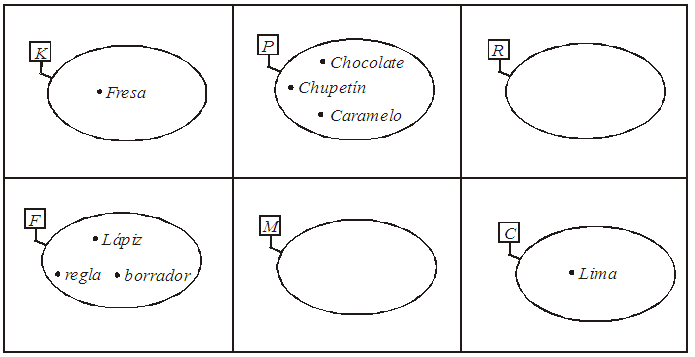 K
Fresa
P
Chocolate
Chupetín
Caramelo
R
F
Lápiz
regla borrador
M
C
Lima